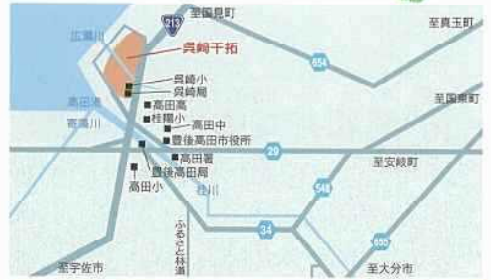 至国見町
213
至真玉町
広瀬川
呉崎干拓
654
呉崎小
呉崎局
至国東町
高田港
高田高
寄藻川
桂陽小
高田中
豊後高田市役所
29
高田署
至安岐町
豊後高田局
548
高田小
桂川
ふるさと林道
34
655
至宇佐市
至大分市